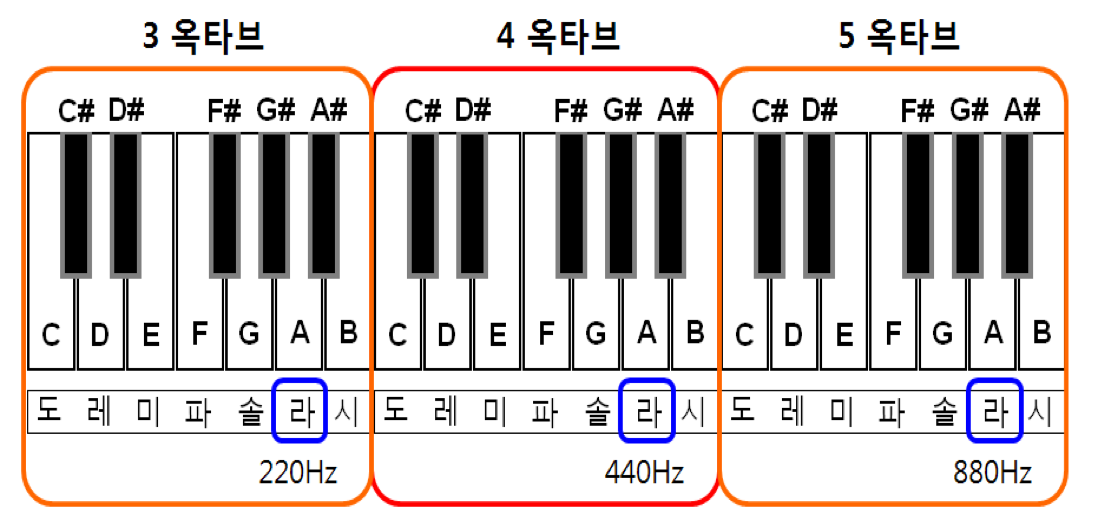 3 옥타브 4 옥타브 5 옥타브
C# D# F# G# A# C# D# F# G# A# C# D# F# G# A#
C D E F G A B C D E F G A B C D E F G A B
도 레 미 파 솔 라 시 도 레 미 파 솔 라 시 도 레 미 파 솔 라 시
220Hz 440Hz 880Hz